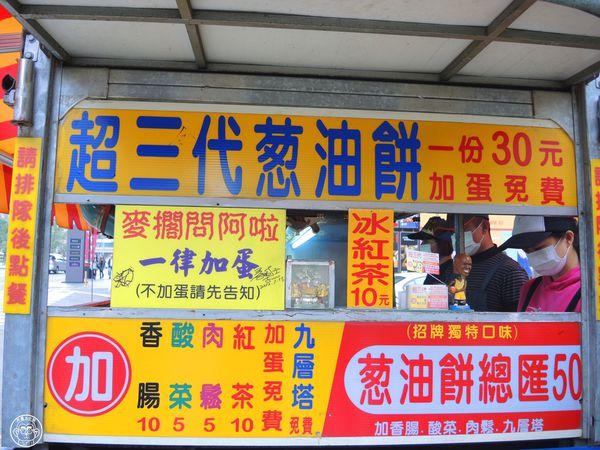 超三代葱油餅
一份30元
加蛋免費
請排隊後點餐
麥擱問阿啦
一律加蛋
(不加蛋請先告知)
冰紅茶
10元
加
香腸 10
酸菜 5
肉鬆 5
紅茶 10
加蛋免費
九層塔 免費
(招牌獨特口味)
葱油餅總匯50
加香腸.酸菜.肉鬆.九層塔